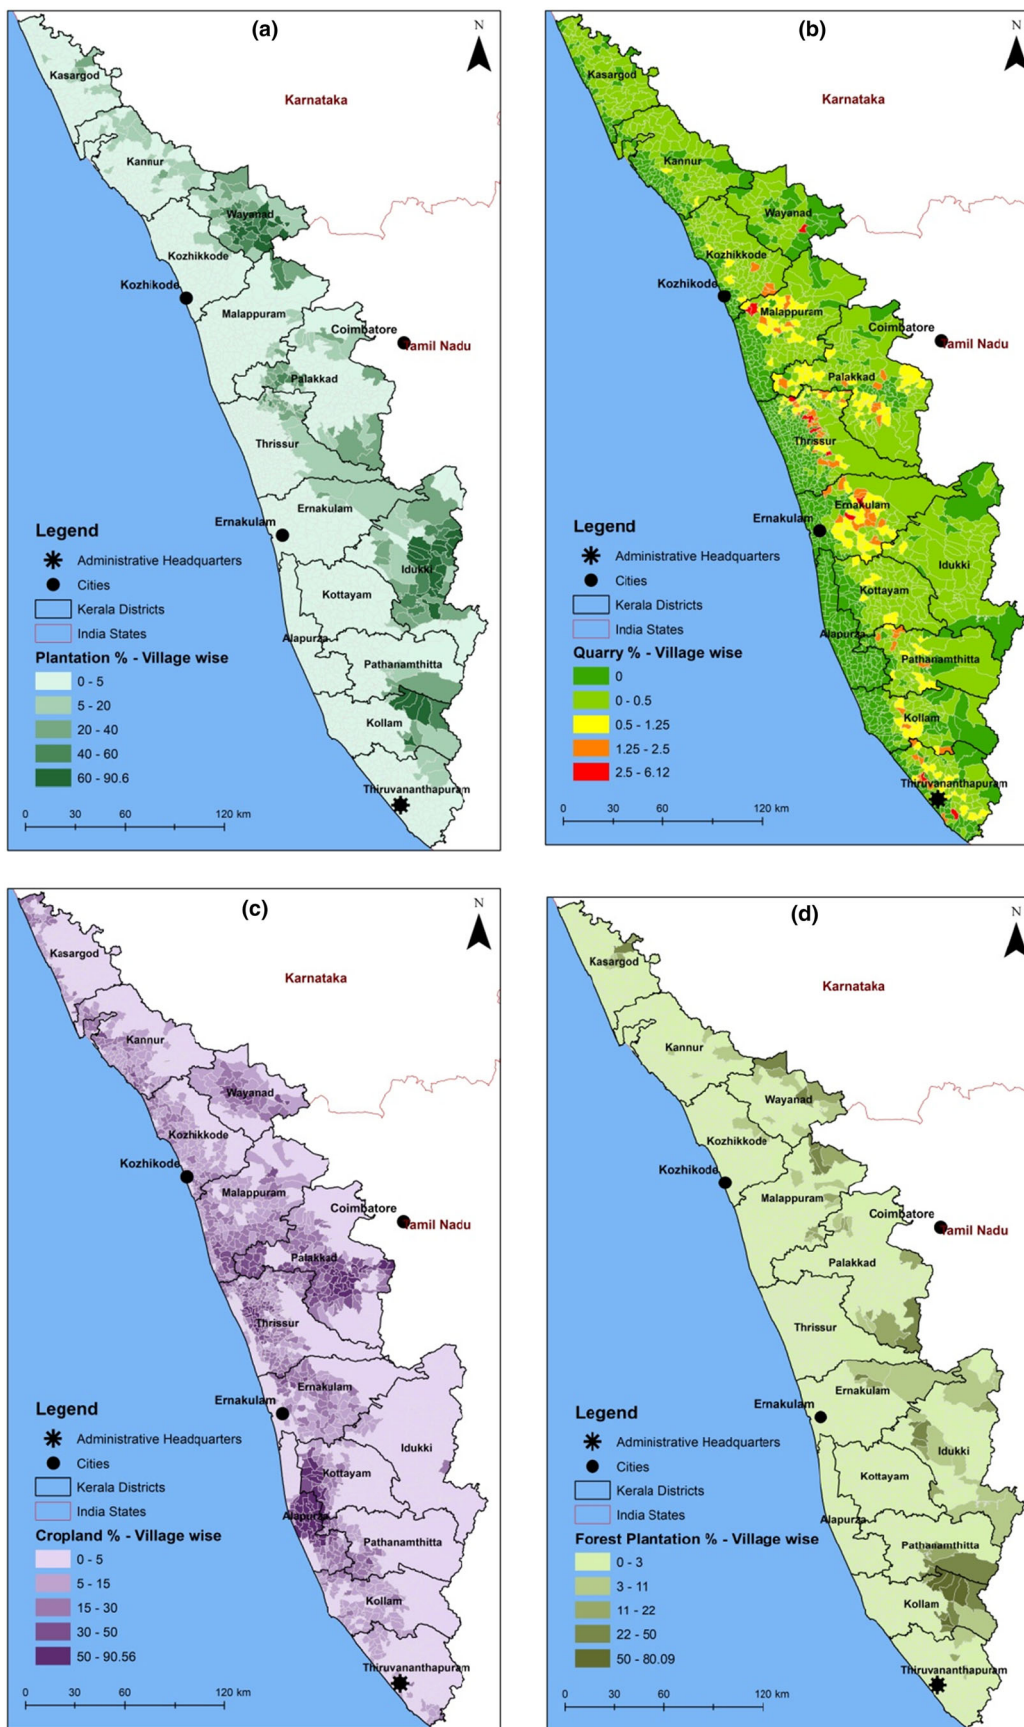 (a)
N
Kasargod
Karnataka
Kannur
Wayanad
Kozhikkode
Kozhikode
Malappuram
Coimbatore
Tamil Nadu
Palakkad
Thrissur
Ernakulam
Ernakulam
Idukki
Kottayam
Alapurza
Pathanamthitta
Kollam
Thiruvananthapuram
Legend
Administrative Headquarters
Cities
Kerala Districts
India States
Plantation % - Village wise
0 - 5
5 - 20
20 - 40
40 - 60
60 - 90.6
0 30 60 120 km
(b)
N
Kasargod
Karnataka
Kannur
Wayanad
Kozhikkode
Kozhikode
Malappuram
Coimbatore
Tamil Nadu
Palakkad
Thrissur
Ernakulam
Ernakulam
Idukki
Kottayam
Alapurza
Pathanamthitta
Kollam
Thiruvananthapuram
Legend
Administrative Headquarters
Cities
Kerala Districts
India States
Quarry % - Village wise
0
0 - 0.5
0.5 - 1.25
1.25 - 2.5
2.5 - 6.12
0 30 60 120 km
(c)
N
Kasargod
Karnataka
Kannur
Wayanad
Kozhikkode
Kozhikode
Malappuram
Coimbatore
Tamil Nadu
Palakkad
Thrissur
Ernakulam
Ernakulam
Idukki
Kottayam
Alapurza
Pathanamthitta
Kollam
Thiruvananthapuram
Legend
Administrative Headquarters
Cities
Kerala Districts
India States
Cropland % - Village wise
0 - 5
5 - 15
15 - 30
30 - 50
50 - 90.56
0 30 60 120 km
(d)
N
Kasargod
Karnataka
Kannur
Wayanad
Kozhikkode
Kozhikode
Malappuram
Coimbatore
Tamil Nadu
Palakkad
Thrissur
Ernakulam
Ernakulam
Idukki
Kottayam
Alapurza
Pathanamthitta
Kollam
Thiruvananthapuram
Legend
Administrative Headquarters
Cities
Kerala Districts
India States
Forest Plantation % - Village wise
0 - 3
3 - 11
11 - 22
22 - 50
50 - 80.09
0 30 60 120 km